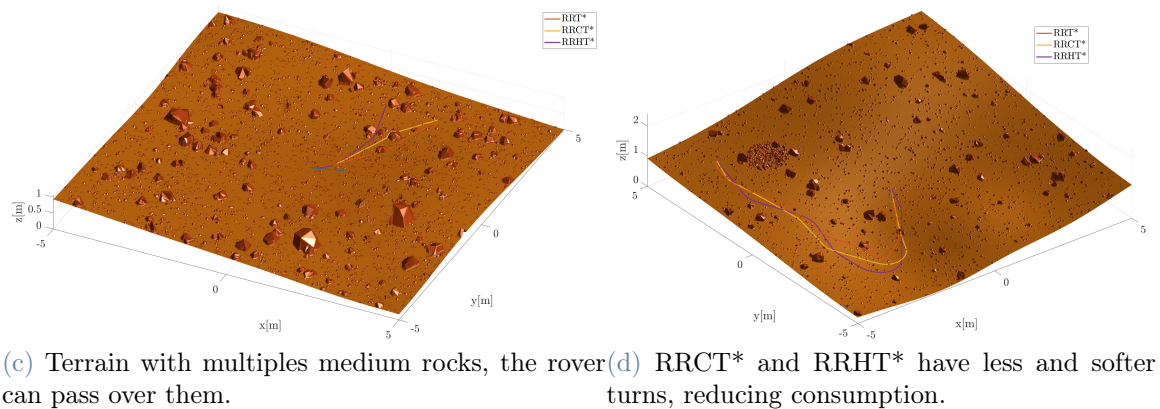 RRT*
RRCT*
RRHT*
1
0.5
0
z[m]
-5
0
x[m]
5
-5
0
y[m]
5
RRT*
RRCT*
RRHT*
2
1
0
z[m]
5
0
y[m]
-5
-5
0
x[m]
5
(c) Terrain with multiples medium rocks, the rover
can pass over them.
(d) RRCT* and RRHT* have less and softer
turns, reducing consumption.